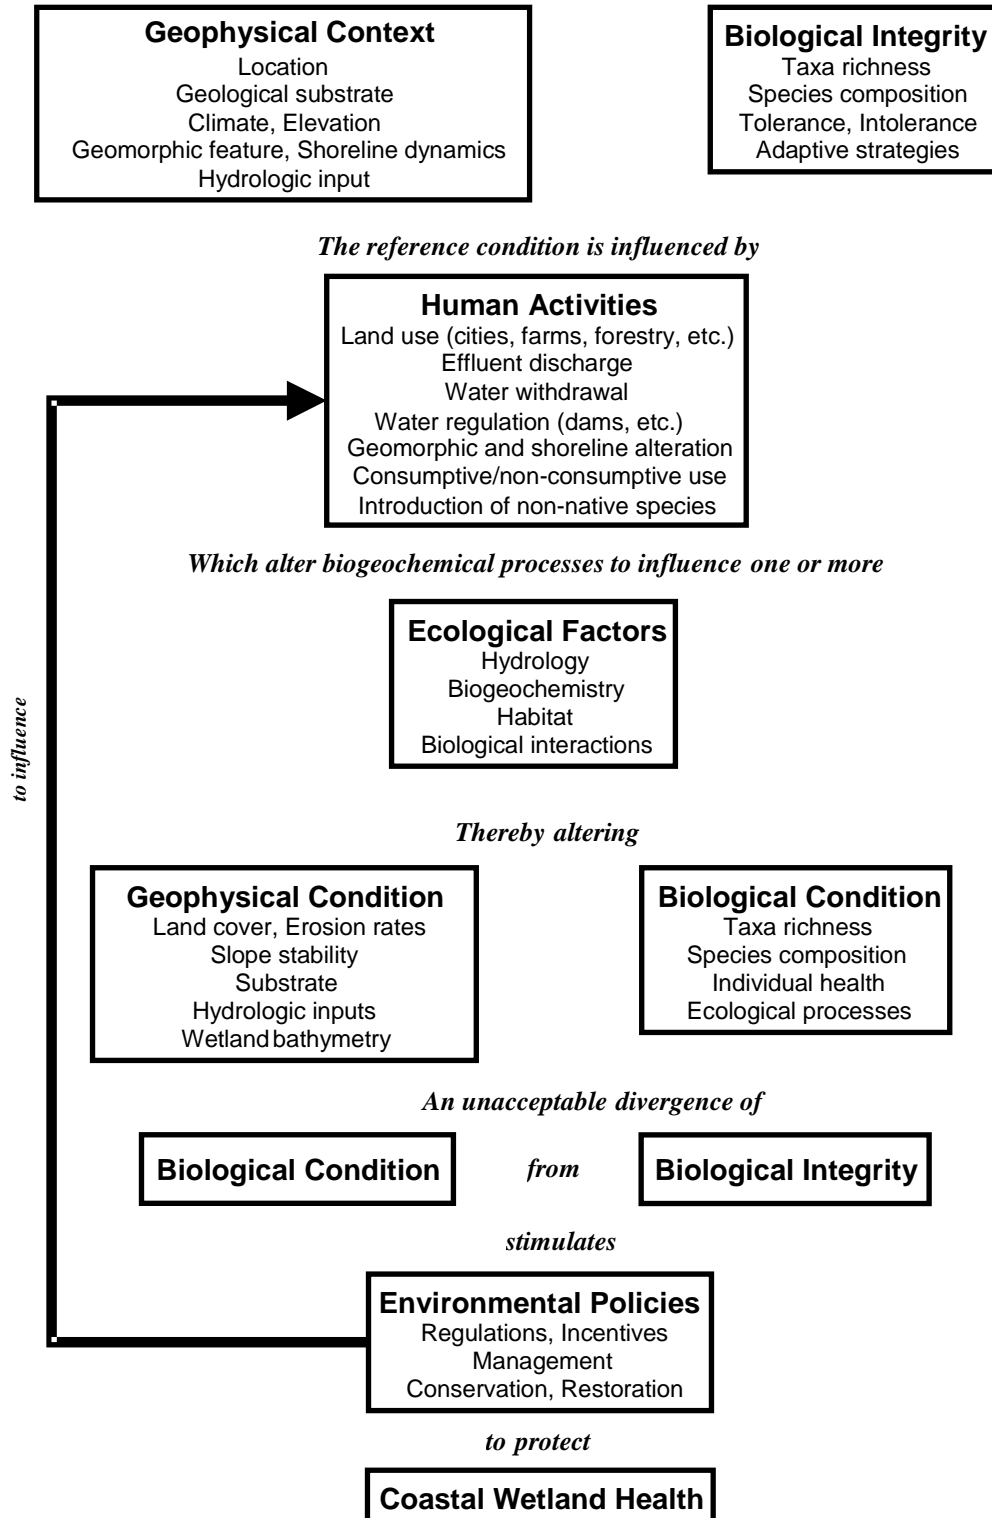 Geophysical Context
Location
Geological substrate
Climate, Elevation
Geomorphic feature, Shoreline dynamics
Hydrologic input
Biological Integrity
Taxa richness
Species composition
Tolerance, Intolerance
Adaptive strategies
The reference condition is influenced by
Human Activities
Land use (cities, farms, forestry, etc.)
Effluent discharge
Water withdrawal
Water regulation (dams, etc.)
Geomorphic and shoreline alteration
Consumptive/non-consumptive use
Introduction of non-native species
Which alter biogeochemical processes to influence one or more
Ecological Factors
Hydrology
Biogeochemistry
Habitat
Biological interactions
to influence
Thereby altering
Geophysical Condition
Land cover, Erosion rates
Slope stability
Substrate
Hydrologic inputs
Wetland bathymetry
Biological Condition
Taxa richness
Species composition
Individual health
Ecological processes
An unacceptable divergence of
Biological Condition
from
Biological Integrity
stimulates
Environmental Policies
Regulations, Incentives
Management
Conservation, Restoration
to protect
Coastal Wetland Health